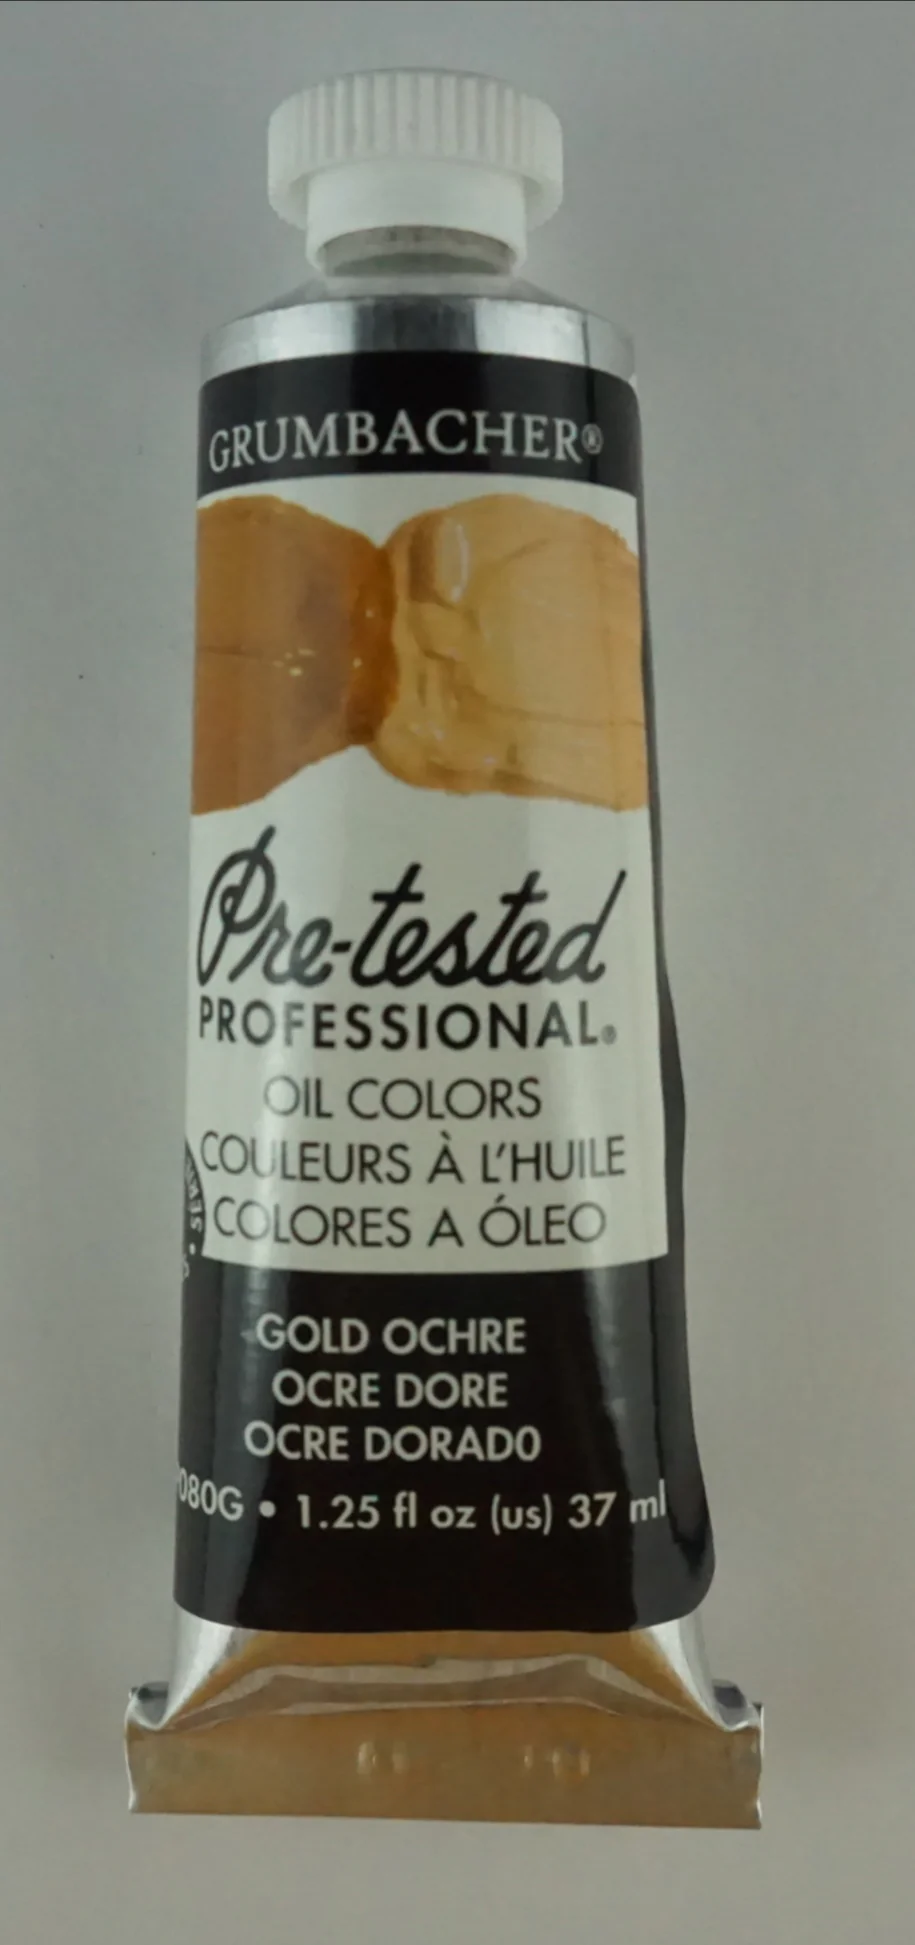 GRUMBACHER®
Pre-tested
PROFESSIONAL®
OIL COLORS
COULEURS À L'HUILE
COLORES A ÓLEO
GOLD OCHRE
OCRE DORE
OCRE DORADO
080G • 1.25 fl oz (us) 37 ml